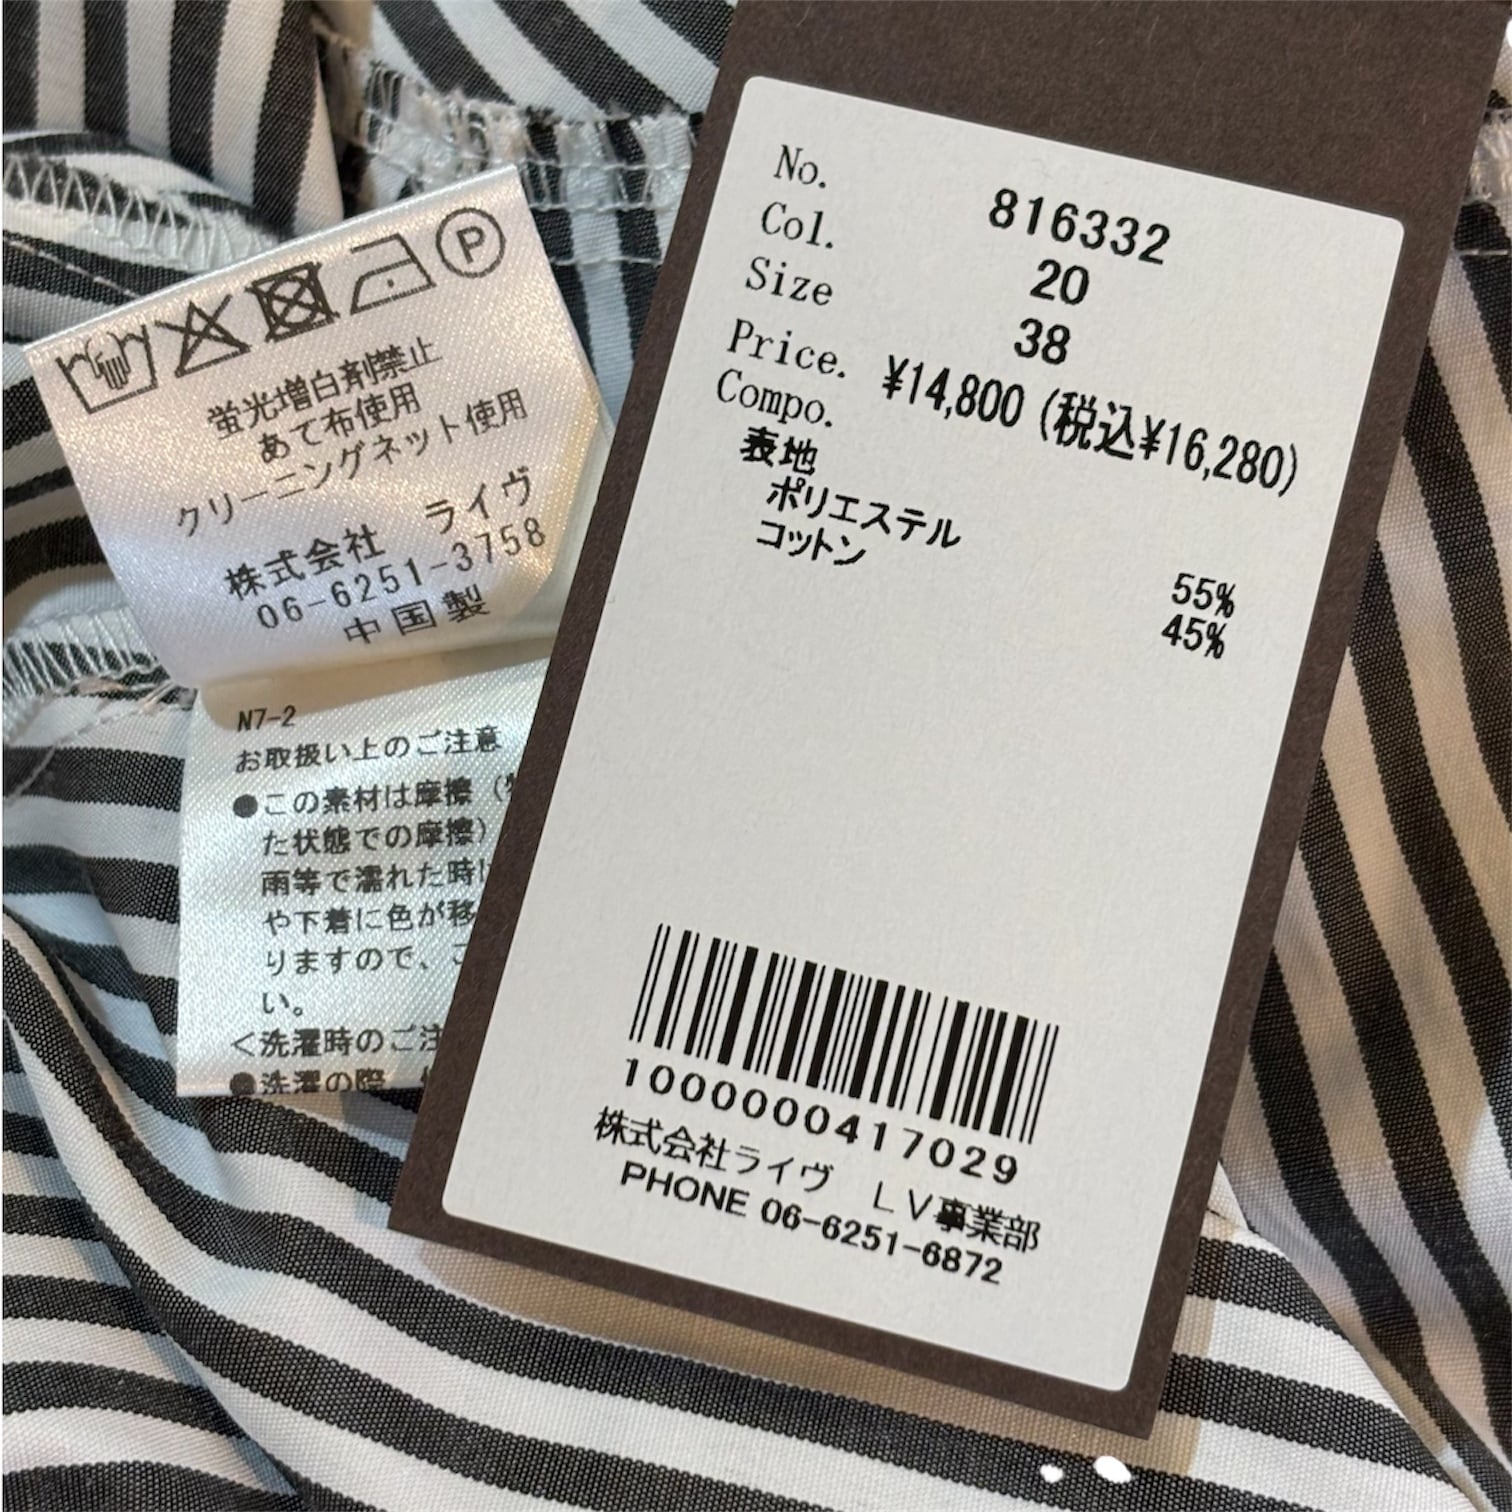 P
蛍光増白剤禁止
あて布使用
クリーニングネット使用
株式会社 ライヴ
06-6251-3758
中国製
N7-2
お取扱い上のご注意
●この素材は摩擦（
た状態での摩擦）
雨等で濡れた時
や下着に色が移
りますので、こ
い。
<洗濯時のご注
●洗濯の際
No. 816332
Col. 20
Size 38
Price. ¥14,800 (税込¥16,280)
Compo.
表地
ポリエステル 55%
コットン 45%
1000000417029
株式会社ライヴ LV事業部
PHONE 06-6251-6872